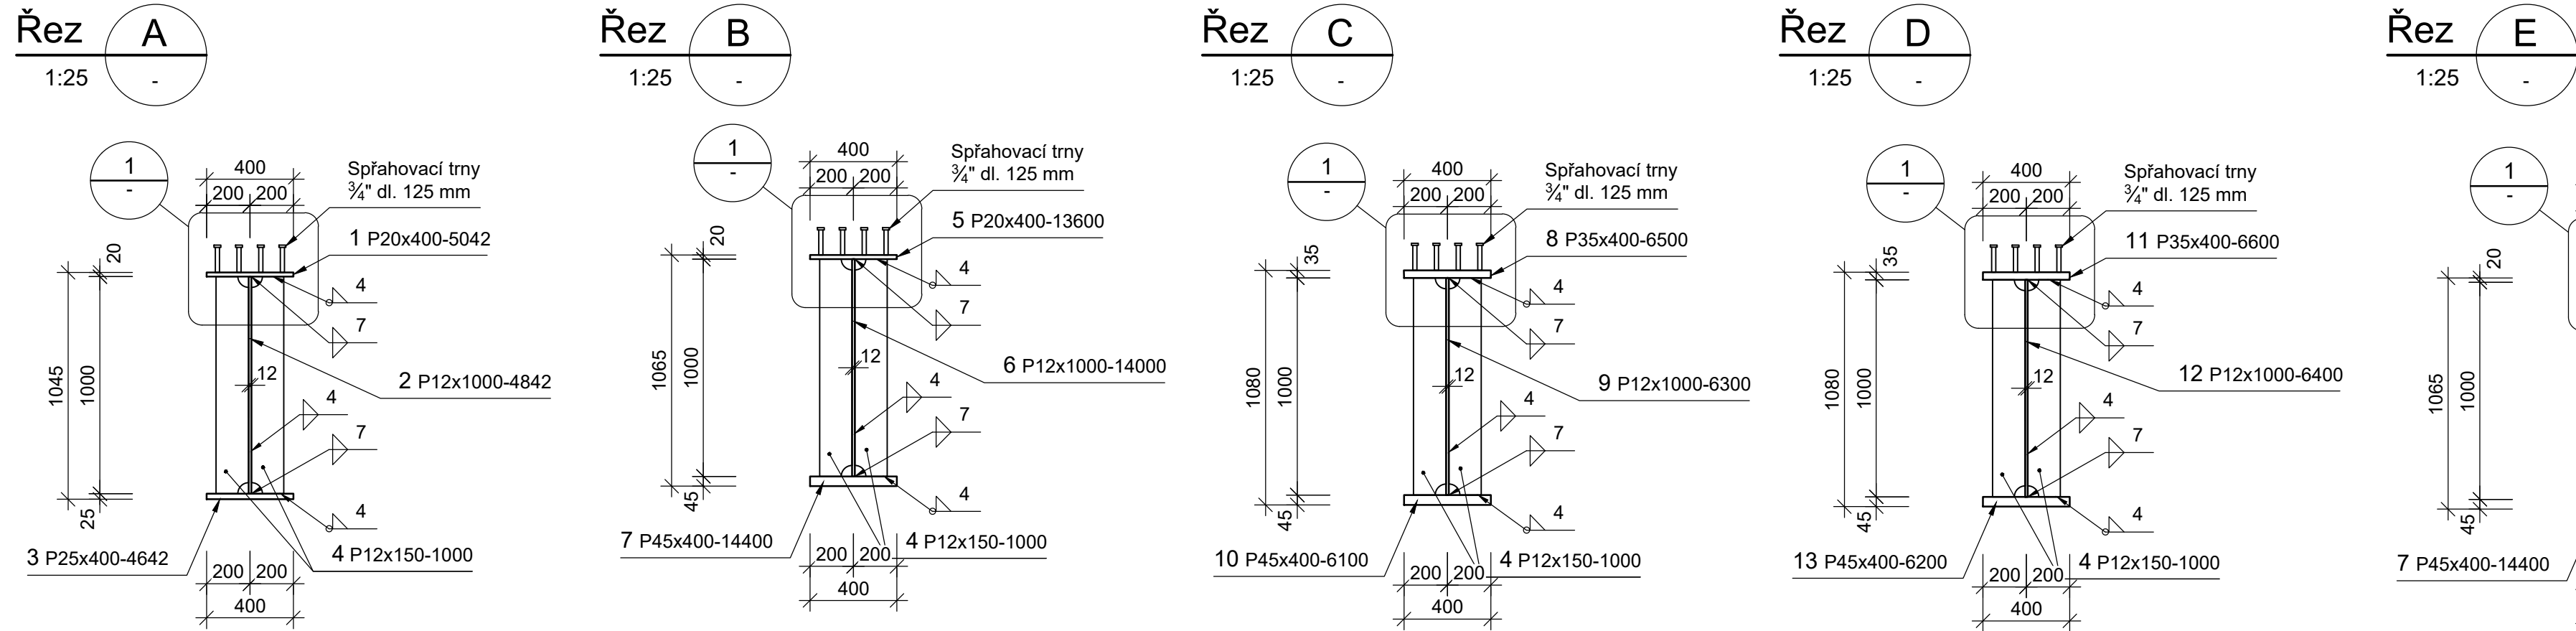 Řez A
1:25 -
1
-
400
200 200
Spřahovací trny
¾" dl. 125 mm
1 P20x400-5042
20
4
7
1045
1000
12
2 P12x1000-4842
4
7
25
4
3 P25x400-4642
4 P12x150-1000
200 200
400
Řez B
1:25 -
1
-
400
200 200
Spřahovací trny
¾" dl. 125 mm
5 P20x400-13600
20
4
7
1065
1000
12
6 P12x1000-14000
4
7
45
4
7 P45x400-14400
4 P12x150-1000
200 200
400
Řez C
1:25 -
1
-
400
200 200
Spřahovací trny
¾" dl. 125 mm
8 P35x400-6500
35
4
7
1080
1000
12
9 P12x1000-6300
4
7
45
4
10 P45x400-6100
4 P12x150-1000
200 200
400
Řez D
1:25 -
1
-
400
200 200
Spřahovací trny
¾" dl. 125 mm
11 P35x400-6600
35
4
7
1080
1000
12
12 P12x1000-6400
4
7
45
4
13 P45x400-6200
4 P12x150-1000
200 200
400
Řez E
1:25 -
1
-
20
1065
1000
45
7 P45x400-14400